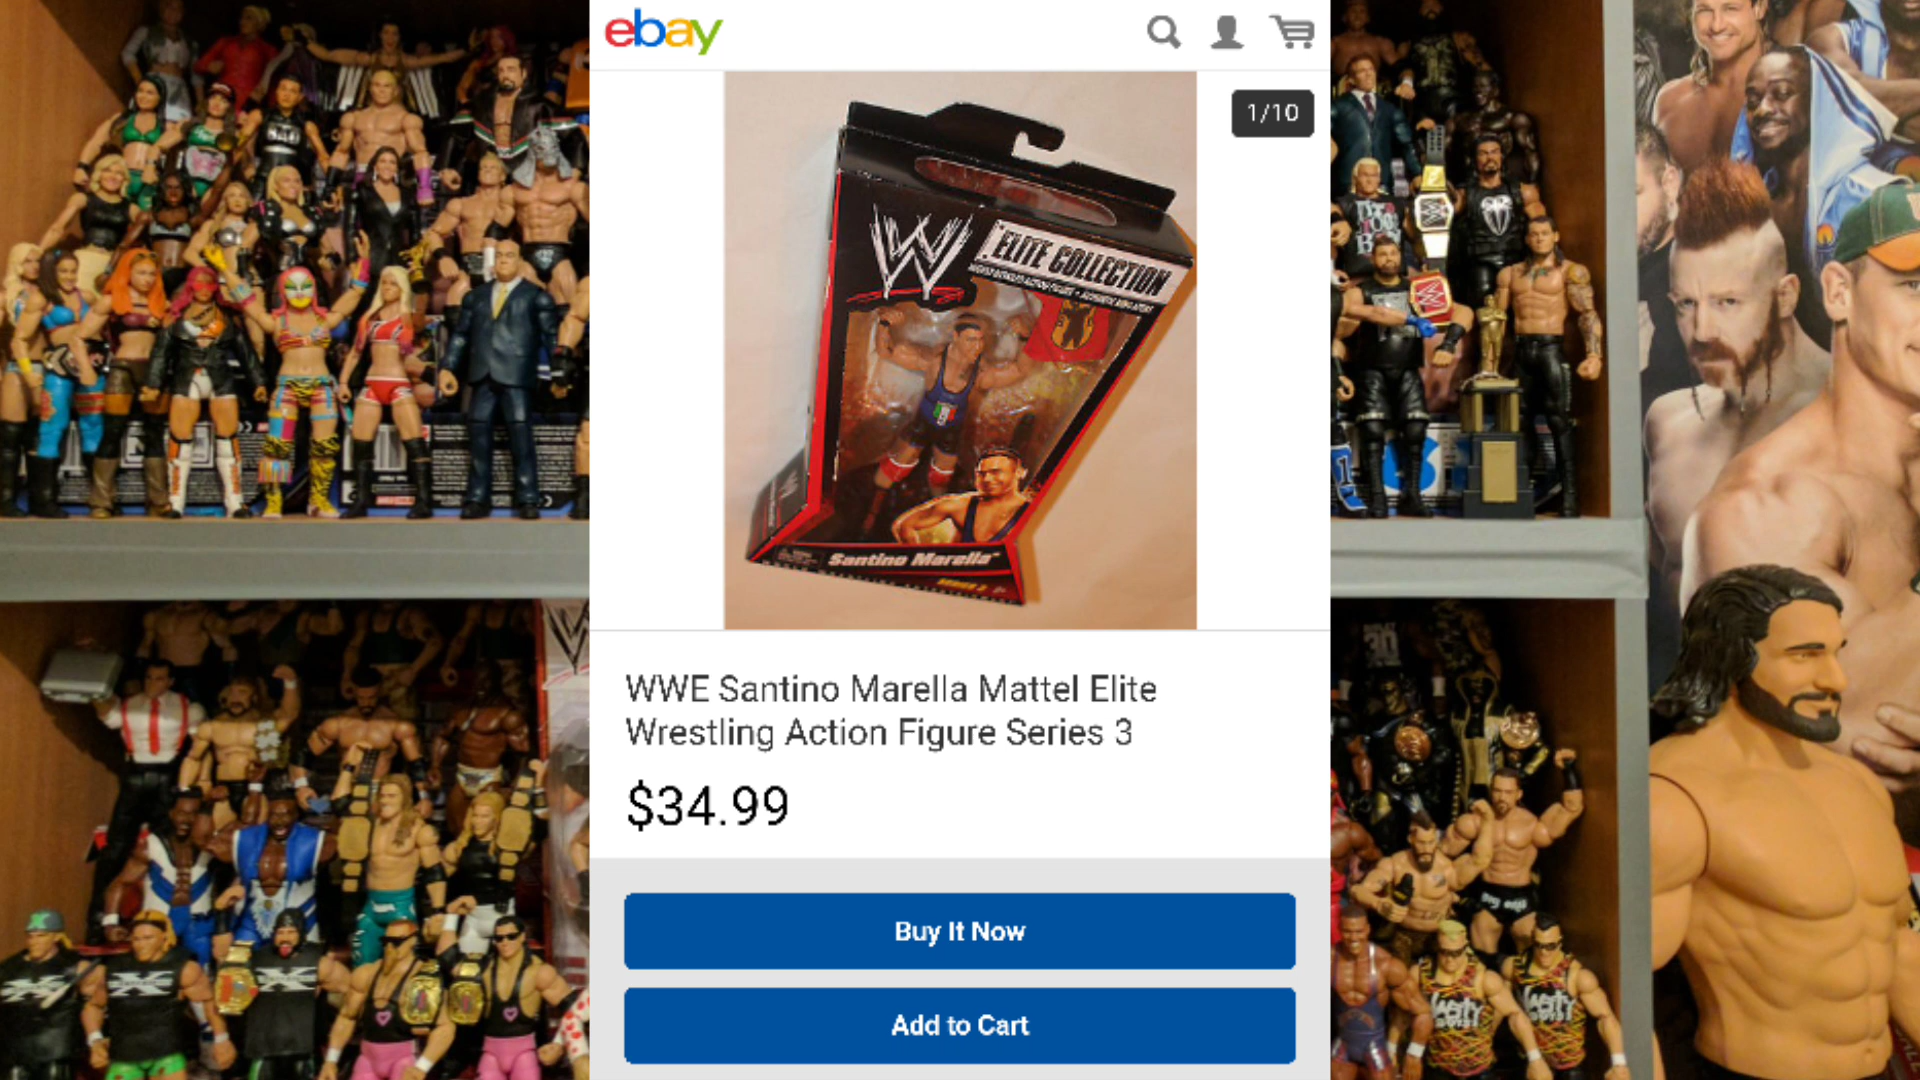 ebay
1/10
W
ELITE COLLECTION
Santino Marella
WWE Santino Marella Mattel Elite
Wrestling Action Figure Series 3
$34.99
Buy It Now
Add to Cart